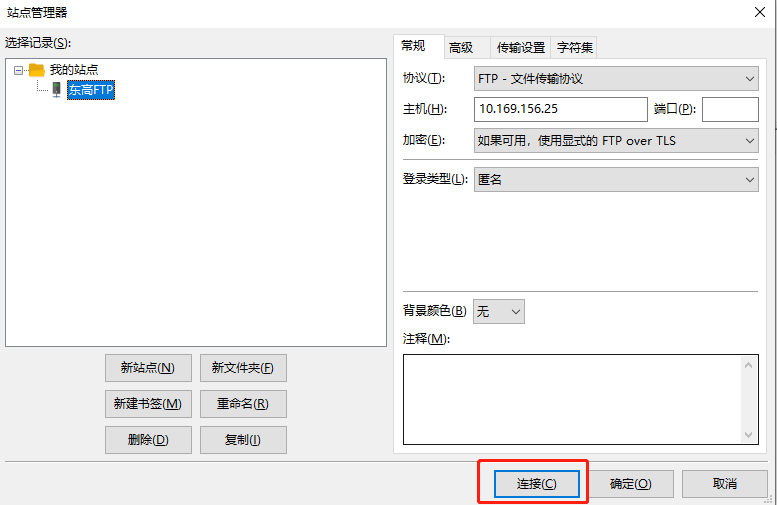 站点管理器
选择记录(S):
我的站点
东高FTP
新站点(N)
新文件夹(F)
新建书签(M)
重命名(R)
删除(D)
复制(I)
常规
高级
传输设置
字符集
协议(T):
FTP - 文件传输协议
主机(H):
10.169.156.25
端口(P):
加密(E):
如果可用，使用显式的 FTP over TLS
登录类型(L):
匿名
背景颜色(B)
无
注释(M):
连接(C)
确定(O)
取消